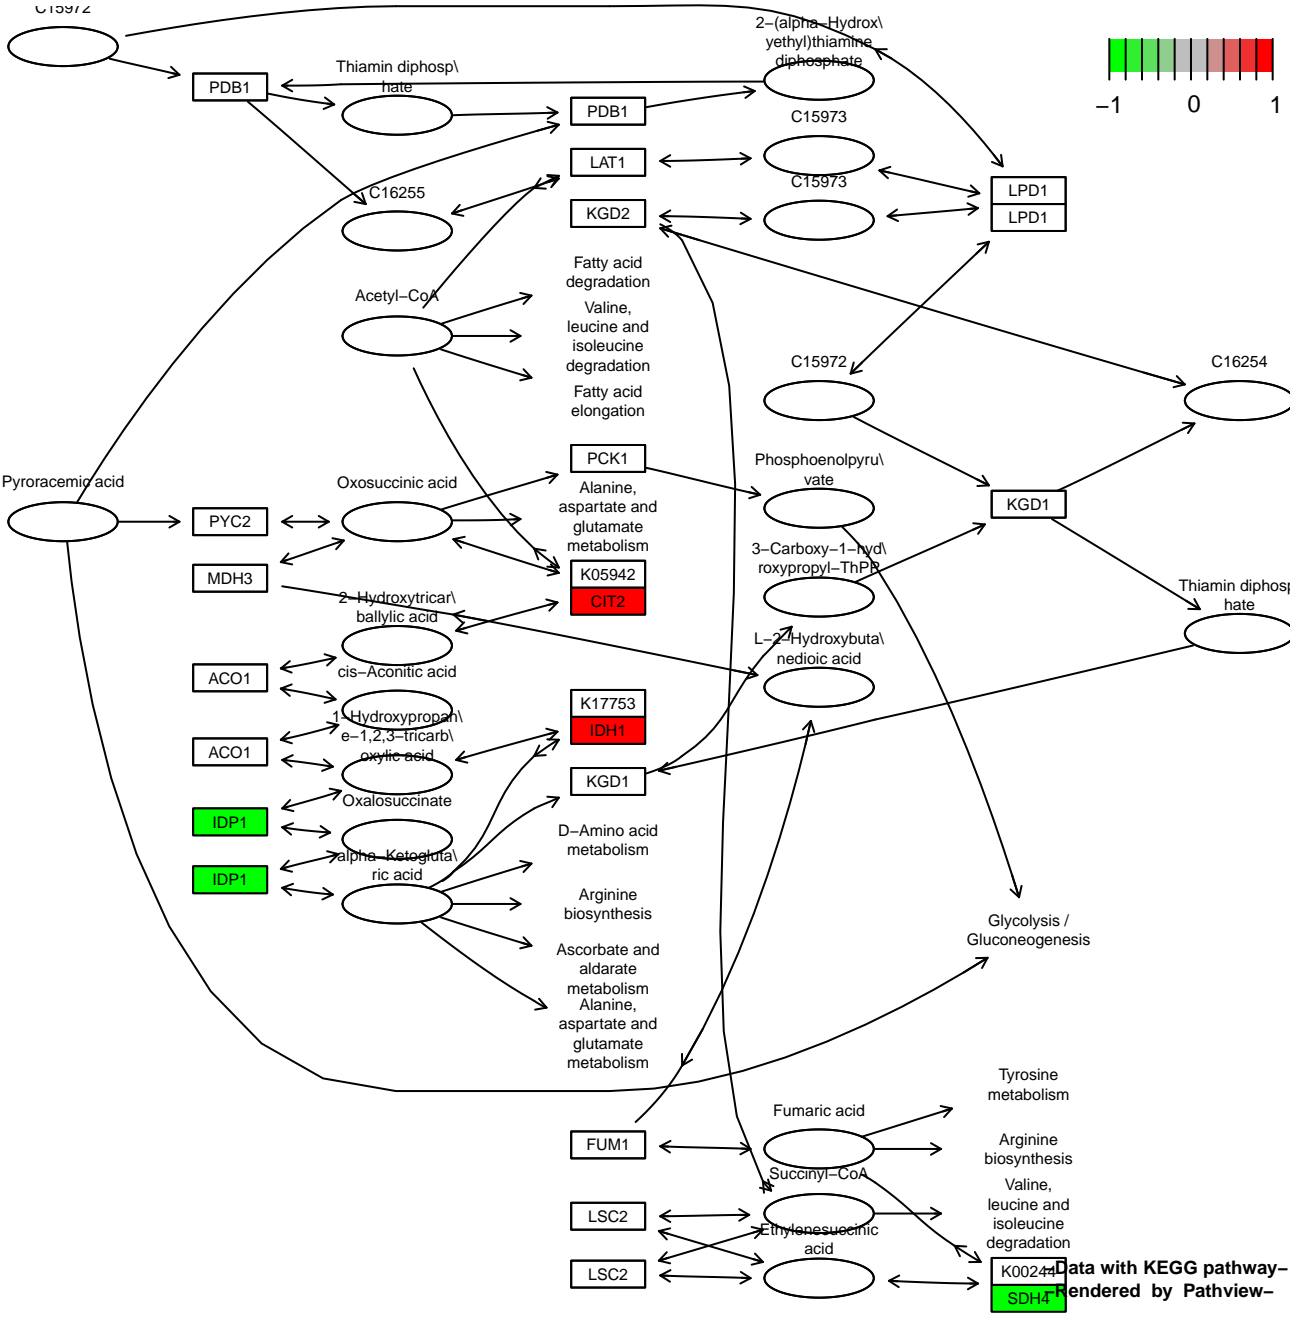 C15972
2−(alpha−Hydrox\
yethyl)thiamine
diphosphate
−1
0
1
PDB1
Thiamin diphosp\
hate
PDB1
C15973
LAT1
C15973
LPD1
LPD1
C16255
KGD2
Fatty acid
degradation
Acetyl−CoA
Valine,
leucine and
isoleucine
degradation
Fatty acid
elongation
C15972
C16254
PCK1
Phosphoenolpyru\
vate
Pyroracemic acid
Oxosuccinic acid
Alanine,
aspartate and
glutamate
metabolism
KGD1
PYC2
MDH3
K05942
CIT2
3−Carboxy−1−hyd\
roxypropyl−ThPP
Thiamin diphosp
hate
2−Hydroxytricar\
ballylic acid
L−2−Hydroxybuta\
nedioic acid
ACO1
cis−Aconitic acid
K17753
IDH1
1−Hydroxypropan\
e−1,2,3−tricarb\
oxylic acid
ACO1
KGD1
Oxalosuccinate
IDP1
D−Amino acid
metabolism
alpha−Ketogluta\
ric acid
IDP1
Arginine
biosynthesis
Glycolysis /
Gluconeogenesis
Ascorbate and
aldarate
metabolism
Alanine,
aspartate and
glutamate
metabolism
Tyrosine
metabolism
Fumaric acid
FUM1
Arginine
biosynthesis
Succinyl−CoA
Valine,
leucine and
isoleucine
degradation
LSC2
Ethylenesuccinic
acid
LSC2
K00244
SDH4
−Data with KEGG pathway−
−Rendered by Pathview−